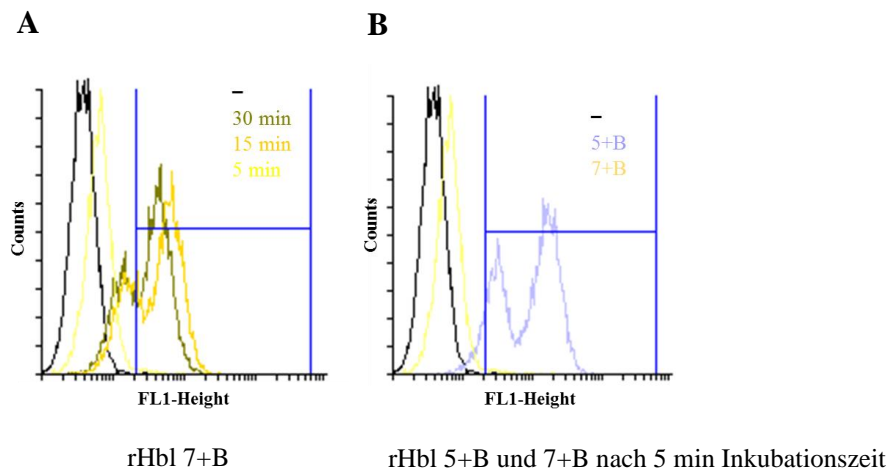 A
B
–
30 min
15 min
5 min
–
5+B
7+B
Counts
Counts
FL1-Height
FL1-Height
rHbl 7+B
rHbl 5+B und 7+B nach 5 min Inkubationszeit